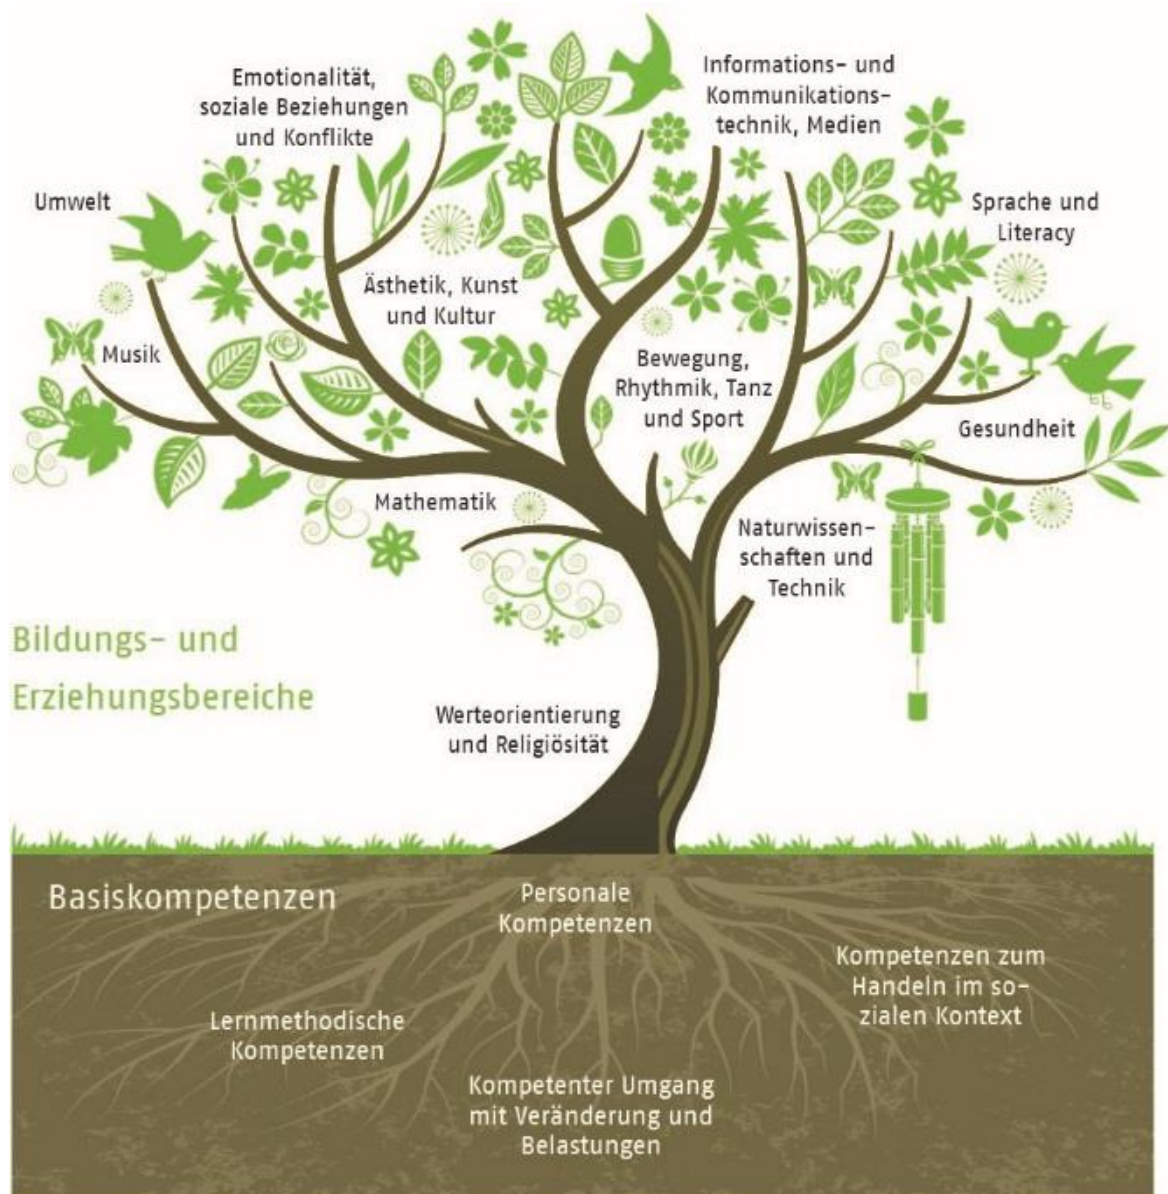 Emotionalität,
soziale Beziehungen
und Konflikte
Informations- und
Kommunikations-
technik, Medien
Umwelt
Sprache und
Literacy
Ästhetik, Kunst
und Kultur
Musik
Bewegung,
Rhythmik, Tanz
und Sport
Gesundheit
Mathematik
Naturwissen-
schaften und
Technik
Bildungs- und
Erziehungsbereiche
Werteorientierung
und Religiösität
Basiskompetenzen
Personale
Kompetenzen
Kompetenzen zum
Handeln im so-
zialen Kontext
Lernmethodische
Kompetenzen
Kompetenter Umgang
mit Veränderung und
Belastungen